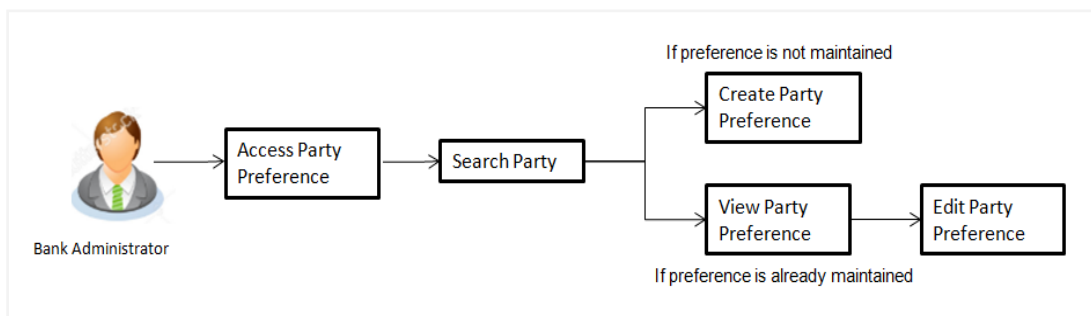 If preference is not maintained
Create Party
Preference
Access Party
Preference
Search Party
View Party
Preference
Edit Party
Preference
Bank Administrator
If preference is already maintained